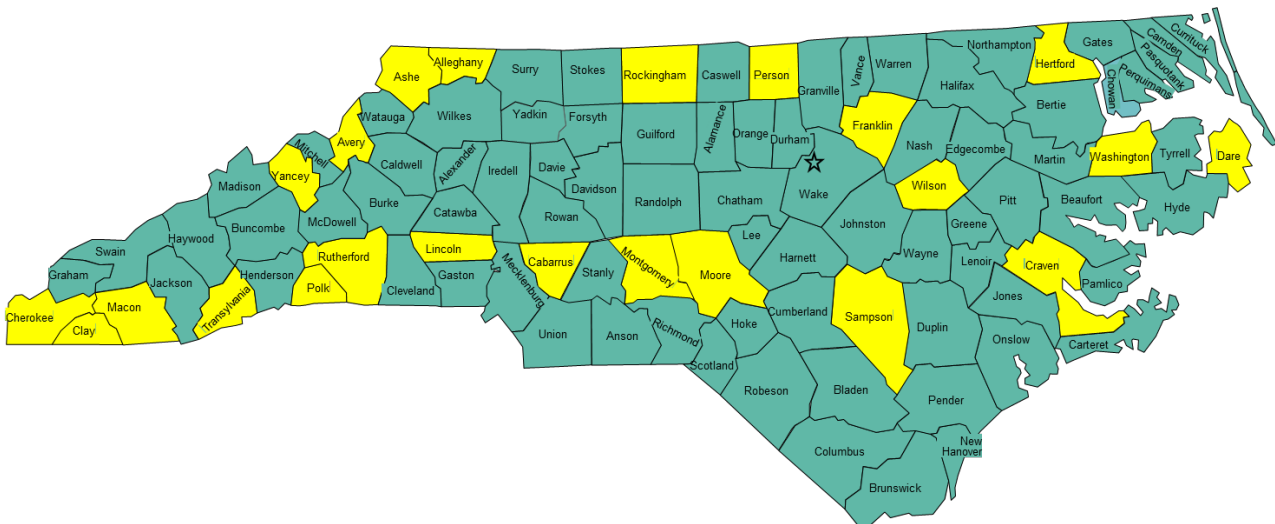 Ashe
Alleghany
Surry
Stokes
Rockingham
Caswell
Person
Granville
Vance
Warren
Northampton
Hertford
Gates
Currituck
Camden
Pasquotank
Perquimans
Chowan
Halifax
Bertie
Watauga
Wilkes
Yadkin
Forsyth
Guilford
Alamance
Orange
Durham
Franklin
Nash
Edgecombe
Martin
Washington
Tyrrell
Dare
Mitchell
Avery
Caldwell
Alexander
Iredell
Davie
Davidson
Randolph
Chatham
Wake
Wilson
Pitt
Beaufort
Hyde
Madison
Yancey
McDowell
Burke
Catawba
Rowan
Johnston
Greene
Haywood
Buncombe
Swain
Graham
Jackson
Henderson
Rutherford
Lincoln
Gaston
Cleveland
Polk
Mecklenburg
Cabarrus
Stanly
Montgomery
Moore
Lee
Harnett
Wayne
Lenoir
Craven
Pamlico
Jones
Cherokee
Macon
Clay
Transylvania
Union
Anson
Richmond
Hoke
Scotland
Cumberland
Sampson
Duplin
Onslow
Carteret
Robeson
Bladen
Pender
Columbus
New
Hanover
Brunswick